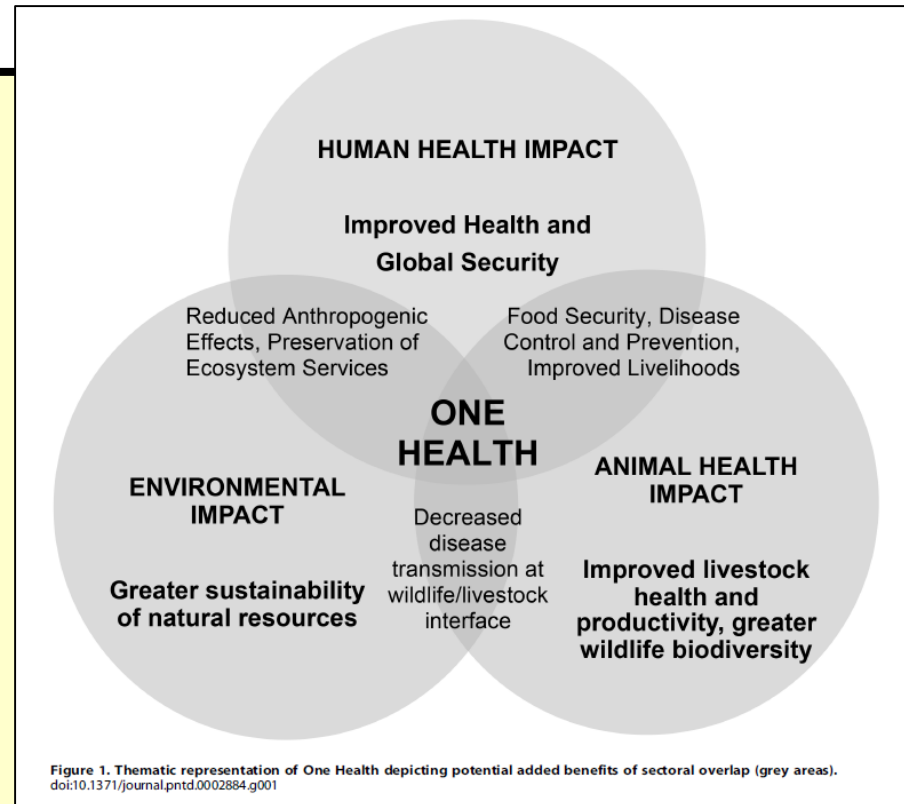 HUMAN HEALTH IMPACT
Improved Health and
Global Security
Reduced Anthropogenic
Effects, Preservation of
Ecosystem Services
Food Security, Disease
Control and Prevention,
Improved Livelihoods
ONE
HEALTH
ENVIRONMENTAL
IMPACT
Greater sustainability
of natural resources
Decreased
disease
transmission at
wildlife/livestock
interface
ANIMAL HEALTH
IMPACT
Improved livestock
health and
productivity, greater
wildlife biodiversity
Figure 1. Thematic representation of One Health depicting potential added benefits of sectoral overlap (grey areas).
doi:10.1371/journal.pntd.0002884.g001